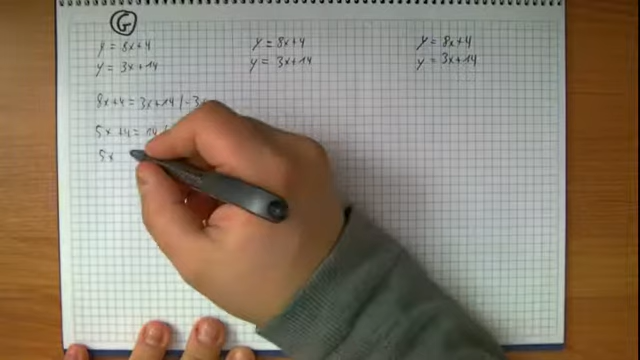 G
y = 8x+4
y = 3x+14
y = 8x+4
y = 3x+14
y = 8x+4
y = 3x+14
8x+4 = 3x+14 | -3x
5x+4 = 14
5x